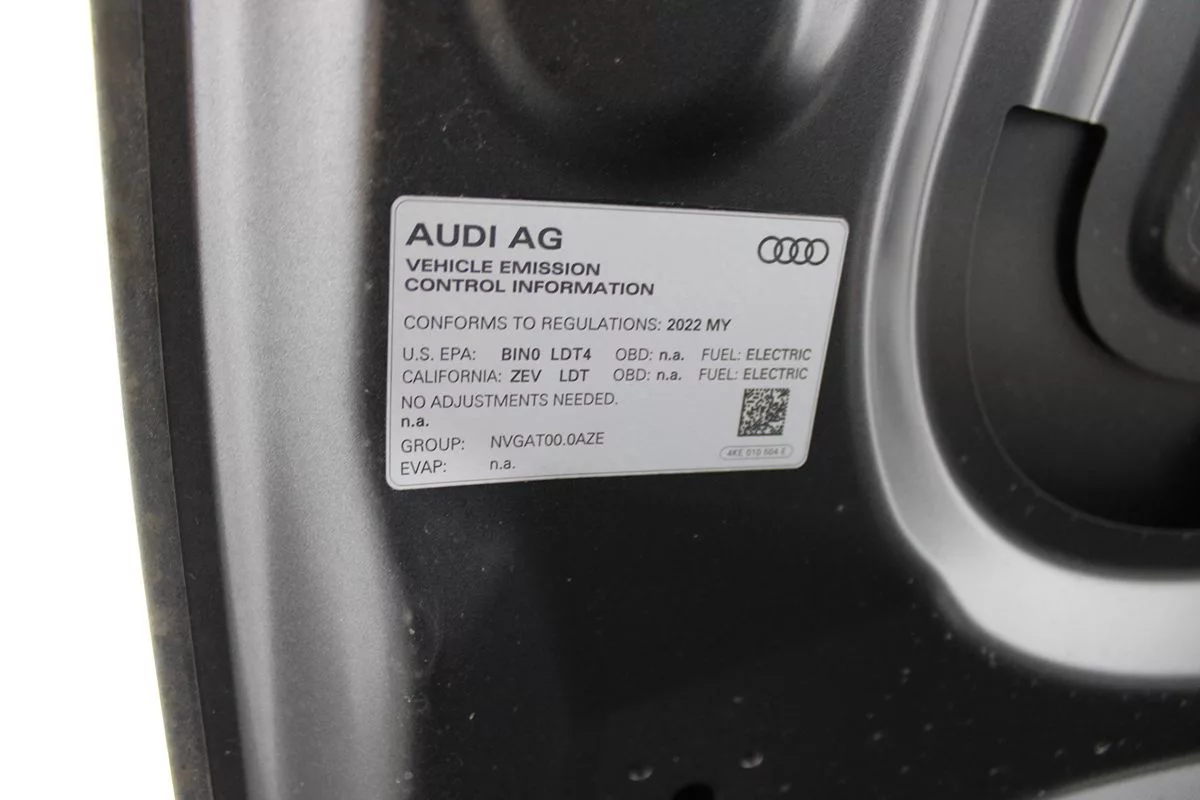 AUDI AG
VEHICLE EMISSION
CONTROL INFORMATION
CONFORMS TO REGULATIONS: 2022 MY
U.S. EPA: BIN0 LDT4 OBD: n.a. FUEL: ELECTRIC
CALIFORNIA: ZEV LDT OBD: n.a. FUEL: ELECTRIC
NO ADJUSTMENTS NEEDED.
n.a.
GROUP: NVGAT00.0AZE
EVAP: n.a.
4KE 010 504 E